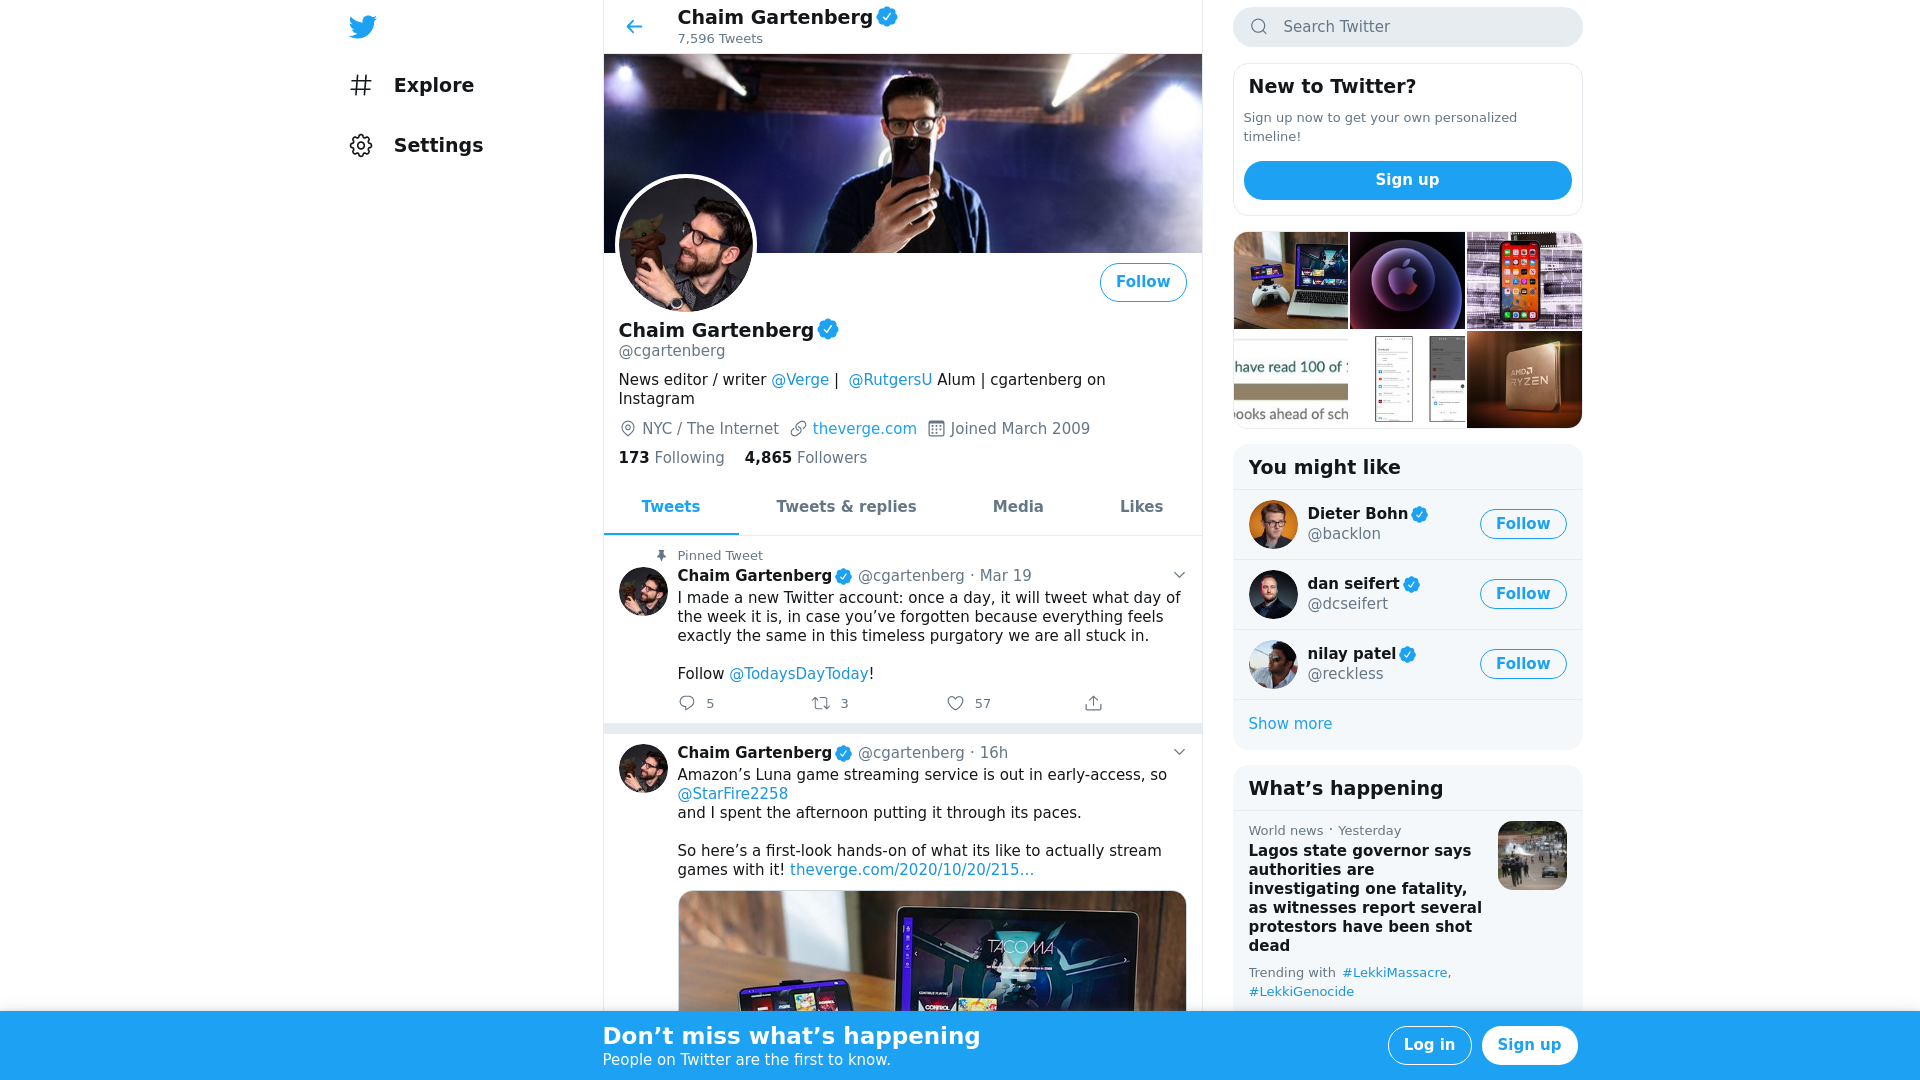 Explore
Settings
Chaim Gartenberg
7,596 Tweets
Follow
Chaim Gartenberg
@cgartenberg
News editor / writer @Verge | @RutgersU Alum | cgartenberg on
Instagram
NYC / The Internet theverge.com Joined March 2009
173 Following 4,865 Followers
Tweets Tweets & replies Media Likes
Pinned Tweet
Chaim Gartenberg @cgartenberg · Mar 19
I made a new Twitter account: once a day, it will tweet what day of
the week it is, in case you’ve forgotten because everything feels
exactly the same in this timeless purgatory we are all stuck in.
Follow @TodaysDayToday!
5 3 57
Chaim Gartenberg @cgartenberg · 16h
Amazon’s Luna game streaming service is out in early-access, so
@StarFire2258
and I spent the afternoon putting it through its paces.
So here’s a first-look hands-on of what its like to actually stream
games with it! theverge.com/2020/10/20/215…
TACOMA
CONTROL
Search Twitter
New to Twitter?
Sign up now to get your own personalized
timeline!
Sign up
have read 100 of
books ahead of sch
AMD
RYZEN
You might like
Dieter Bohn
@backlon
Follow
dan seifert
@dcseifert
Follow
nilay patel
@reckless
Follow
Show more
What’s happening
World news · Yesterday
Lagos state governor says
authorities are
investigating one fatality,
as witnesses report several
protestors have been shot
dead
Trending with #LekkiMassacre,
#LekkiGenocide
Don’t miss what’s happening
People on Twitter are the first to know.
Log in
Sign up